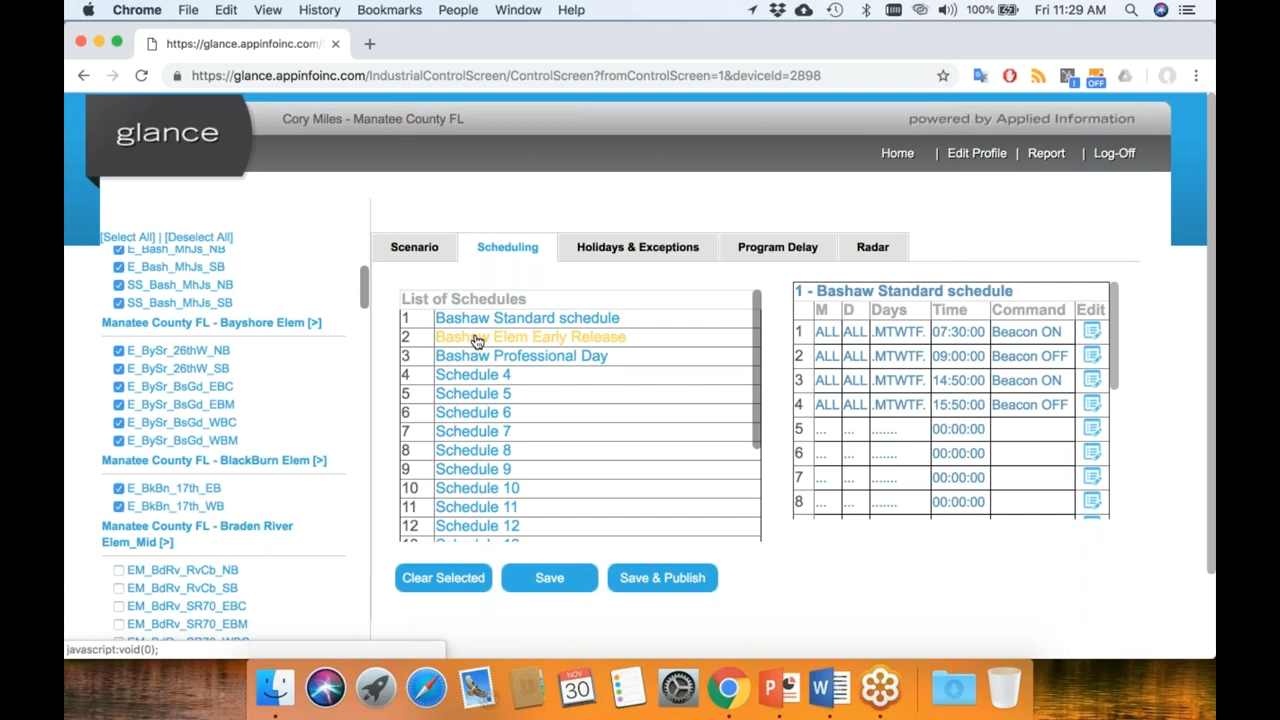 Chrome File Edit View History Bookmarks People Window Help 100% Fri 11:29 AM
https://glance.appinfoinc.com/
https://glance.appinfoinc.com/IndustrialControlScreen/ControlScreen?fromControlScreen=1&deviceId=2898
OFF
glance
Cory Miles - Manatee County FL
powered by Applied Information
Home | Edit Profile | Report | Log-Off
[Select All] | [Deselect All]
E_Bash_MhJs_NB
E_Bash_MhJs_SB
SS_Bash_MhJs_NB
SS_Bash_MhJs_SB
Manatee County FL - Bayshore Elem [>]
E_BySr_26thW_NB
E_BySr_26thW_SB
E_BySr_BsGd_EBC
E_BySr_BsGd_EBM
E_BySr_BsGd_WBC
E_BySr_BsGd_WBM
Manatee County FL - BlackBurn Elem [>]
E_BkBn_17th_EB
E_BkBn_17th_WB
Manatee County FL - Braden River
Elem_Mid [>]
EM_BdRv_RvCb_NB
EM_BdRv_RvCb_SB
EM_BdRv_SR70_EBC
EM_BdRv_SR70_EBM
Scenario Scheduling Holidays & Exceptions Program Delay Radar
List of Schedules
1 Bashaw Standard schedule
2 Bashaw Elem Early Release
3 Bashaw Professional Day
4 Schedule 4
5 Schedule 5
6 Schedule 6
7 Schedule 7
8 Schedule 8
9 Schedule 9
10 Schedule 10
11 Schedule 11
12 Schedule 12
Clear Selected Save Save & Publish
1 - Bashaw Standard schedule
M D Days Time Command Edit
1 ALL ALL .MTWTF. 07:30:00 Beacon ON
2 ALL ALL .MTWTF. 09:00:00 Beacon OFF
3 ALL ALL .MTWTF. 14:50:00 Beacon ON
4 ALL ALL .MTWTF. 15:50:00 Beacon OFF
5 ... ... ....... 00:00:00
6 ... ... ....... 00:00:00
7 ... ... ....... 00:00:00
8 ... ... ....... 00:00:00
javascript:void(0);
NOV
30